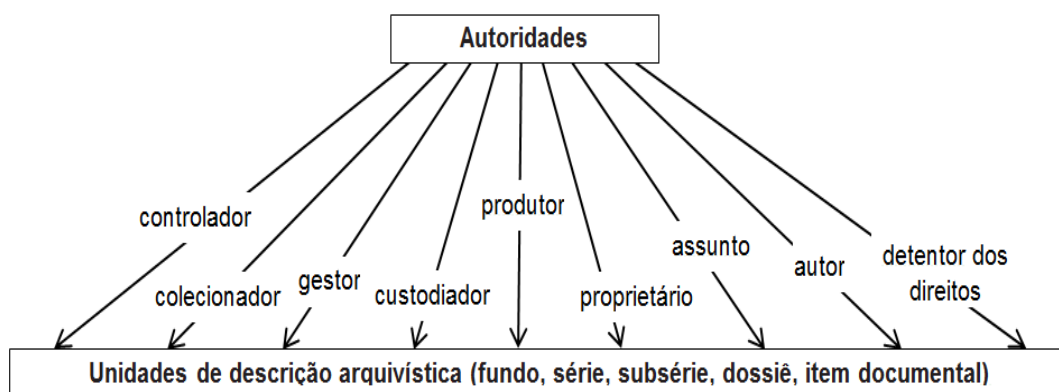 Autoridades
controlador
colecionador
gestor
custodiador
produtor
proprietário
assunto
autor
detentor dos
direitos
Unidades de descrição arquivística (fundo, série, subsérie, dossiê, item documental)